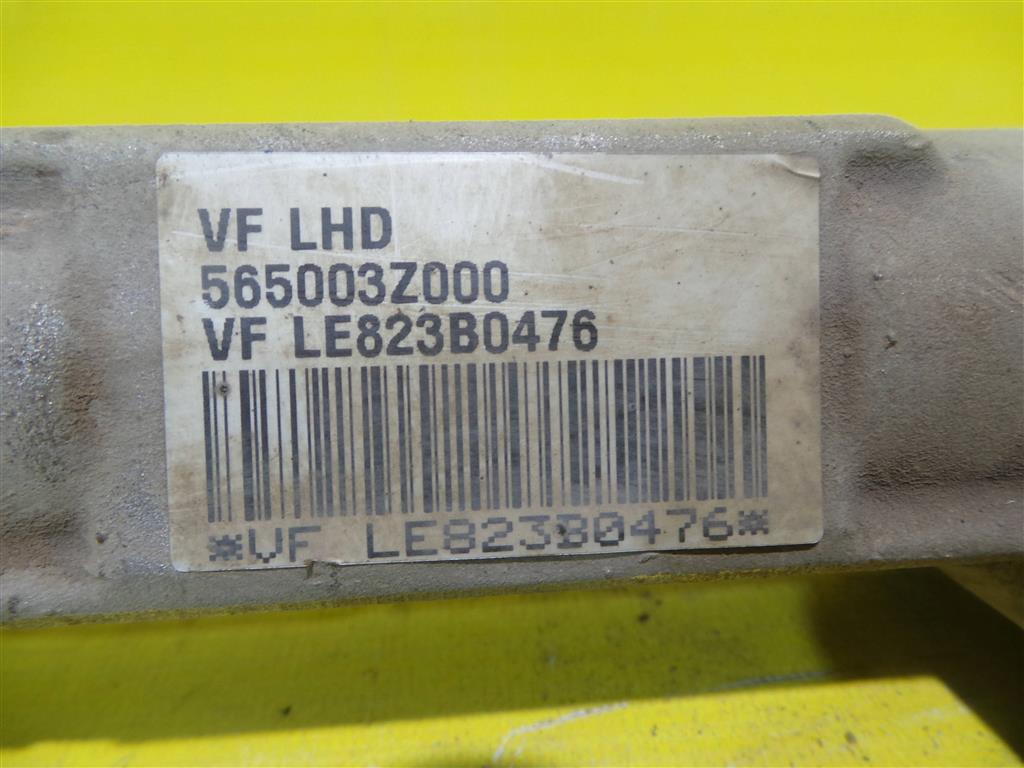 VF LHD
565003Z000
VF LE823B0476
*VF LE823B0476*